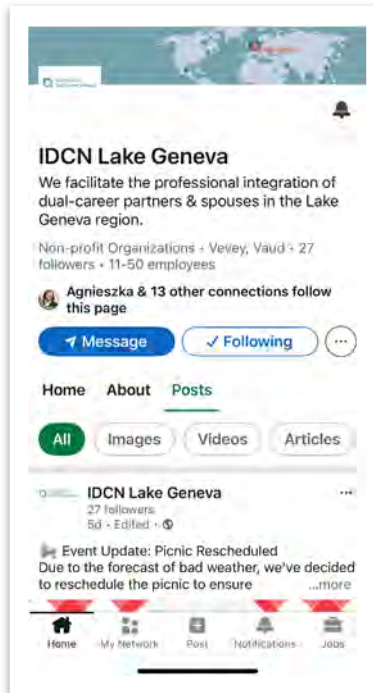 IDCN Lake Geneva
We facilitate the professional integration of
dual-career partners & spouses in the Lake
Geneva region.
Non-profit Organizations • Vevey, Vaud • 27
followers • 11-50 employees
Agnieszka & 13 other connections follow
this page
Message
Following
Home About Posts
All Images Videos Articles
IDCN Lake Geneva
27 followers
5d • Edited •
Event Update: Picnic Rescheduled
Due to the forecast of bad weather, we've decided
to reschedule the picnic to ensure ...more
Home My Network Post Notifications Jobs